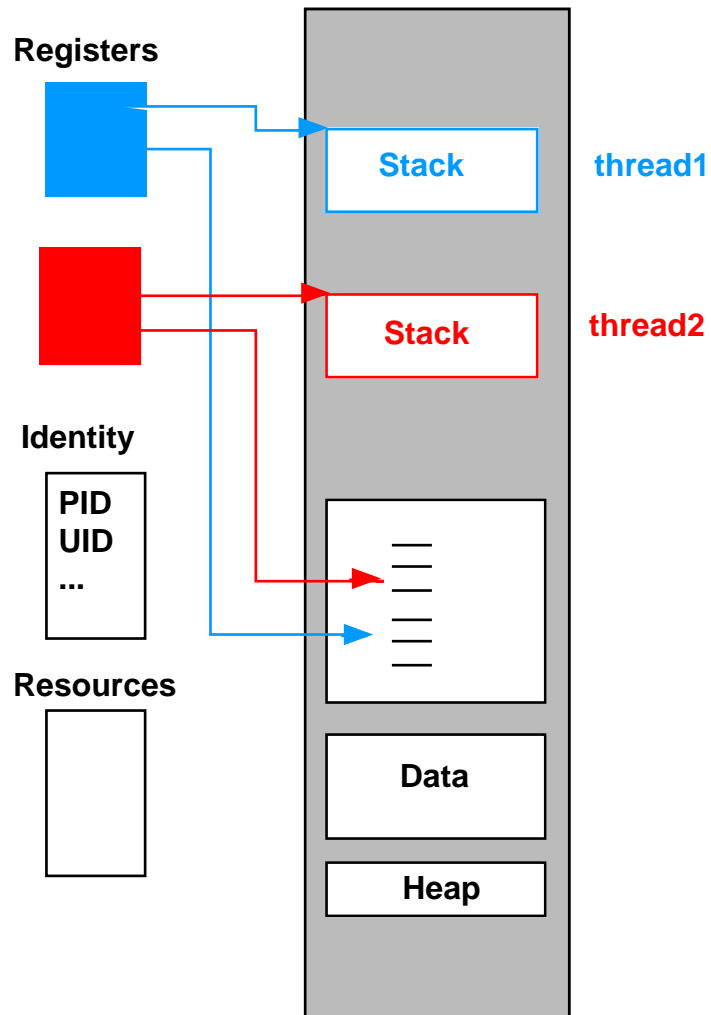 Registers
Stack
thread1
Stack
thread2
Identity
PID
UID
...
Resources
Data
Heap